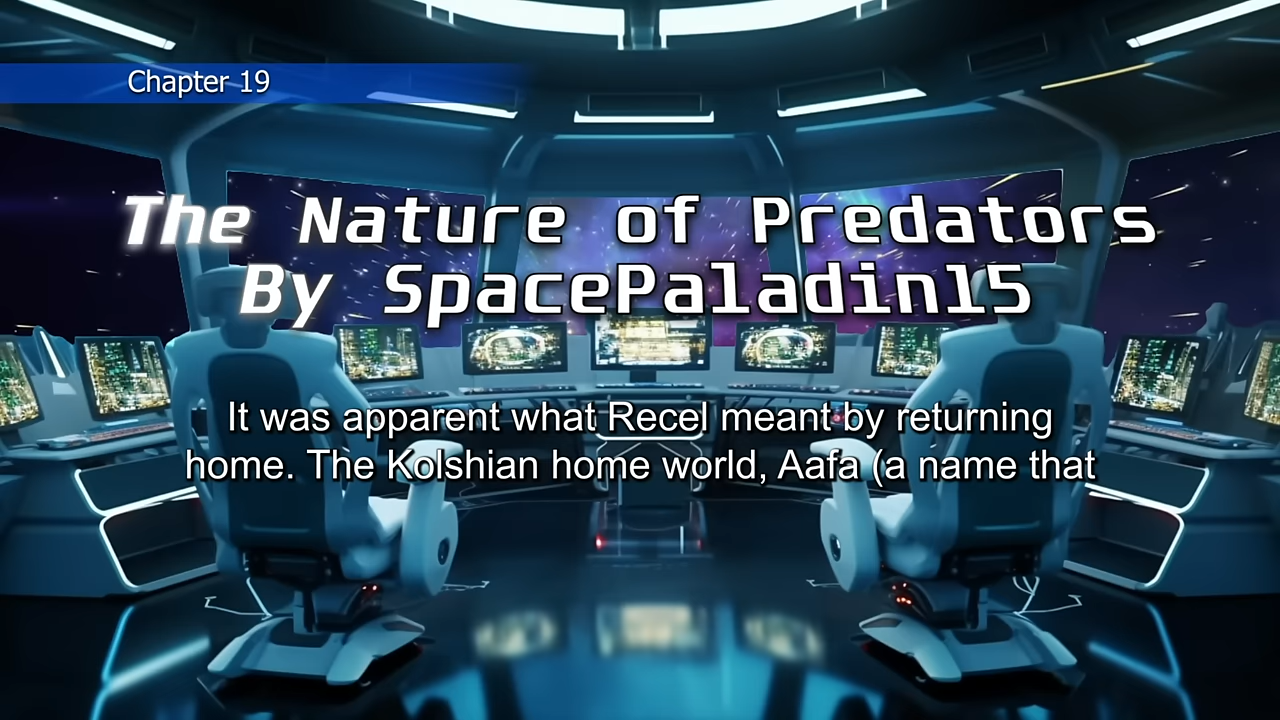 Chapter 19
The Nature of Predators
By SpacePaladin15
It was apparent what Recel meant by returning
home. The Kolshian home world, Aafa (a name that